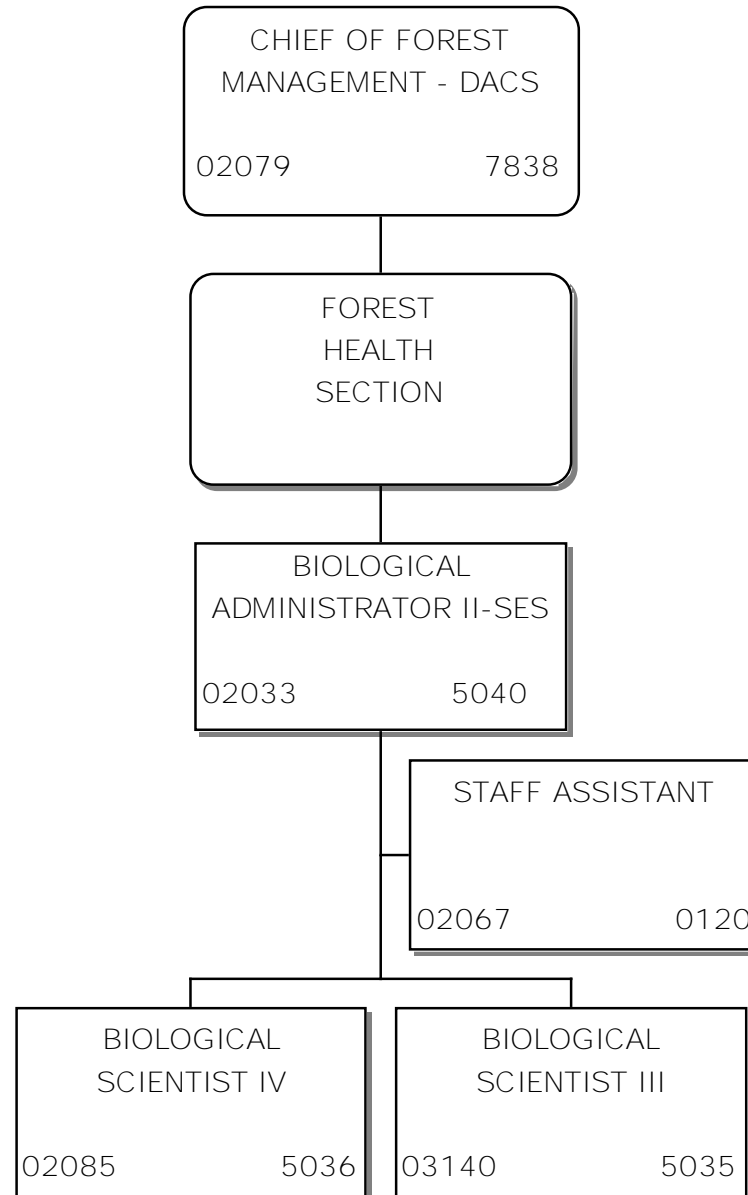 CHIEF OF FOREST
MANAGEMENT - DACS
02079 7838
FOREST
HEALTH
SECTION
BIOLOGICAL
ADMINISTRATOR II-SES
02033 5040
STAFF ASSISTANT
02067 0120
BIOLOGICAL
SCIENTIST IV
02085 5036
BIOLOGICAL
SCIENTIST III
03140 5035